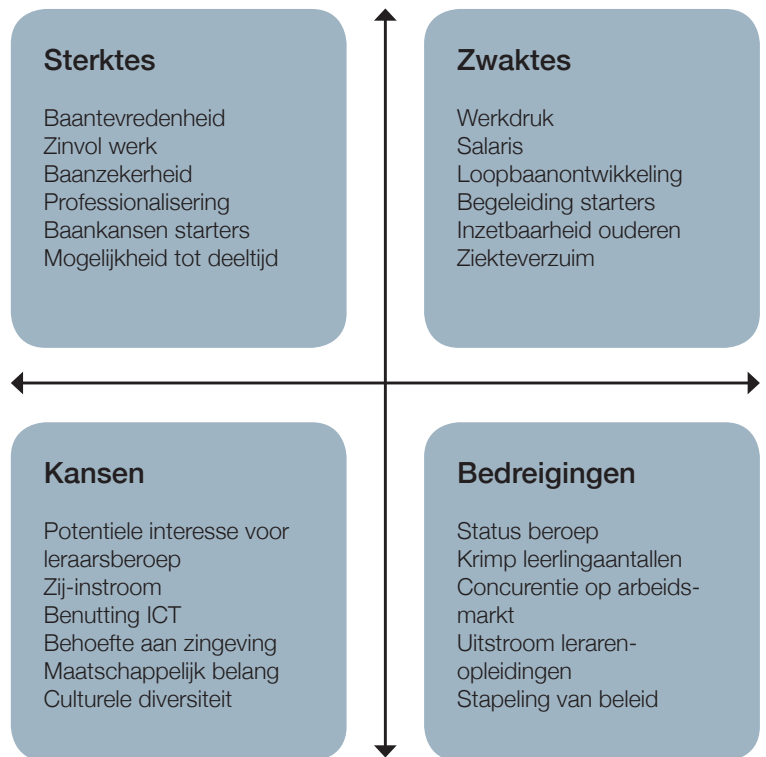 Sterktes
Baantevredenheid
Zinvol werk
Baanzekerheid
Professionalisering
Baankansen starters
Mogelijkheid tot deeltijd
Zwaktes
Werkdruk
Salaris
Loopbaanontwikkeling
Begeleiding starters
Inzetbaarheid ouderen
Ziekteverzuim
Kansen
Potentiele interesse voor
leraarsberoep
Zij-instroom
Benutting ICT
Behoefte aan zingeving
Maatschappelijk belang
Culturele diversiteit
Bedreigingen
Status beroep
Krimp leerlingaantallen
Concurentie op arbeids-
markt
Uitstroom leraren-
opleidingen
Stapeling van beleid